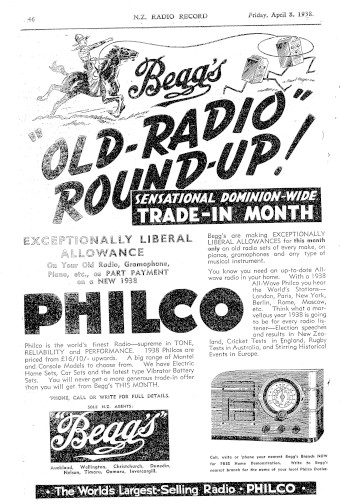 46
N.Z. RADIO RECORD
Friday, April 8, 1938.
Begg's
"OLD-RADIO"
ROUND-UP!
SENSATIONAL DOMINION-WIDE
TRADE-IN MONTH
EXCEPTIONALLY LIBERAL
ALLOWANCE
On Your Old Radio, Gramophone,
Piano, etc., as PART PAYMENT
on a NEW 1938
Begg's are making EXCEPTIONALLY
LIBERAL ALLOWANCES for this month
only on old radio sets of every make, on
pianos, gramophones and any type of
musical instrument.
You know you need an up-to-date All-
wave radio in your home. With a 1938
All-Wave Philco you hear
the World's Stations—
London, Paris, New York,
Berlin, Rome, Moscow,
etc. Think what a mar-
vellous year 1938 is going
to be for every radio lis-
tener—Election speeches
and results in New Zea-
land, Cricket Tests in England, Rugby
Tests in Australia, and Stirring Historical
Events in Europe.
PHILCO
Philco is the world's finest Radio—supreme in TONE,
RELIABILITY and PERFORMANCE. 1938 Philcos are
priced from £16/10/- upwards. A big range of Mantel
and Console Models to choose from. We have Electric
Home Sets, Car Sets and the latest type Vibrator Battery
Sets. You will never get a more generous trade-in offer
than you will get from Begg's THIS MONTH.
'PHONE, CALL OR WRITE FOR FULL DETAILS.
SOLE N.Z. AGENTS:
Begg's
Auckland, Wellington, Christchurch, Dunedin,
Nelson, Timaru, Oamaru, Invercargill.
Call, write or 'phone your nearest Begg's Branch NOW
for FREE Home Demonstration. Write to Begg's
nearest branch for the name of your local Philco Dealer.
The Worlds Largest-Selling Radio - PHILCO